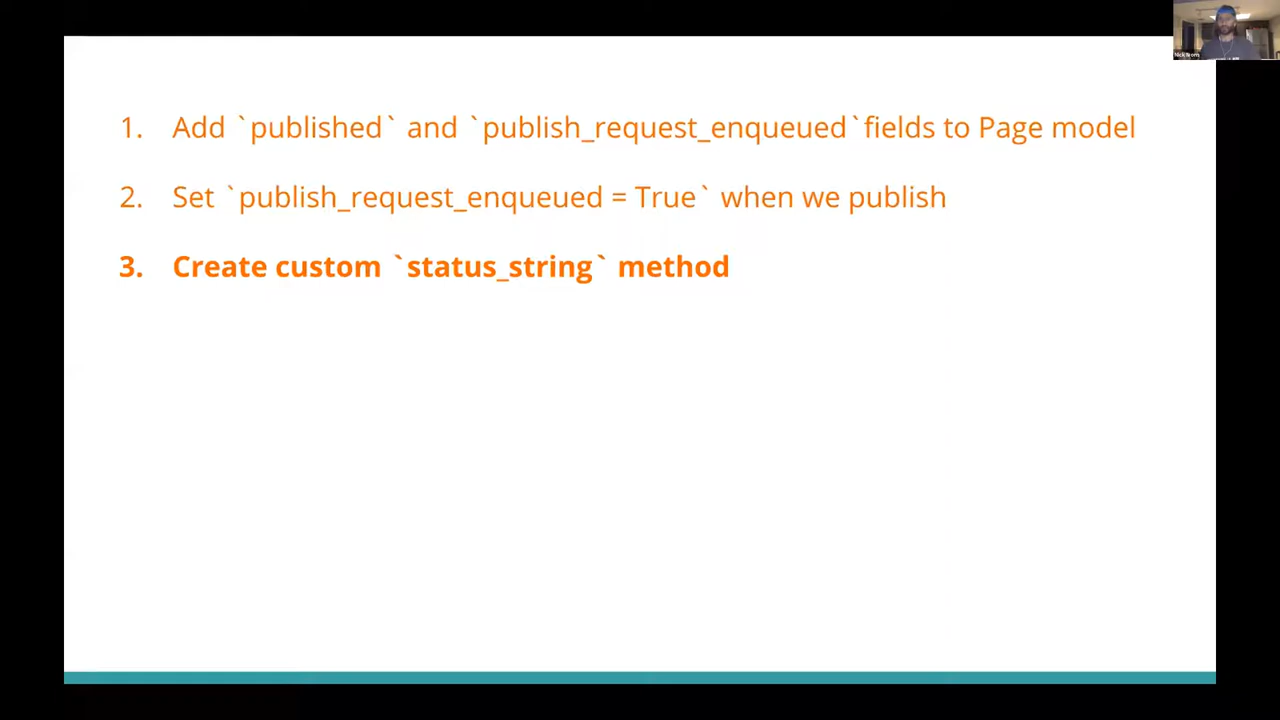 1. Add `published` and `publish_request_enqueued`fields to Page model
2. Set `publish_request_enqueued = True` when we publish
3. Create custom `status_string` method